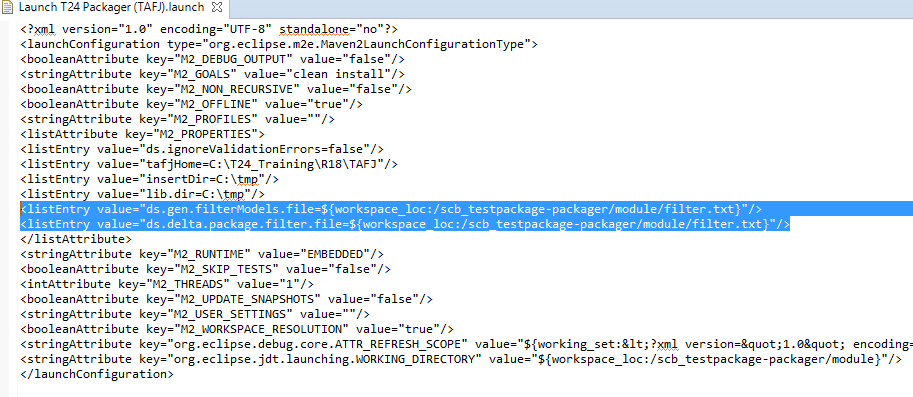 Launch T24 Packager (TAFJ).launch
<?xml version="1.0" encoding="UTF-8" standalone="no"?>
<launchConfiguration type="org.eclipse.m2e.Maven2LaunchConfigurationType">
<booleanAttribute key="M2_DEBUG_OUTPUT" value="false"/>
<stringAttribute key="M2_GOALS" value="clean install"/>
<booleanAttribute key="M2_NON_RECURSIVE" value="false"/>
<booleanAttribute key="M2_OFFLINE" value="true"/>
<stringAttribute key="M2_PROFILES" value=""/>
<listAttribute key="M2_PROPERTIES">
<listEntry value="ds.ignoreValidationErrors=false"/>
<listEntry value="tafjHome=C:\T24_Training\R18\TAFJ"/>
<listEntry value="insertDir=C:\tmp"/>
<listEntry value="lib.dir=C:\tmp"/>
<listEntry value="ds.gen.filterModels.file=${workspace_loc:/scb_testpackage-packager/module/filter.txt}"/>
<listEntry value="ds.delta.package.filter.file=${workspace_loc:/scb_testpackage-packager/module/filter.txt}"/>
</listAttribute>
<stringAttribute key="M2_RUNTIME" value="EMBEDDED"/>
<booleanAttribute key="M2_SKIP_TESTS" value="false"/>
<intAttribute key="M2_THREADS" value="1"/>
<booleanAttribute key="M2_UPDATE_SNAPSHOTS" value="false"/>
<stringAttribute key="M2_USER_SETTINGS" value=""/>
<booleanAttribute key="M2_WORKSPACE_RESOLUTION" value="true"/>
<stringAttribute key="org.eclipse.debug.core.ATTR_REFRESH_SCOPE" value="${working_set:&lt;?xml version=&quot;1.0&quot; encoding=
<stringAttribute key="org.eclipse.jdt.launching.WORKING_DIRECTORY" value="${workspace_loc:/scb_testpackage-packager/module}"/>
</launchConfiguration>